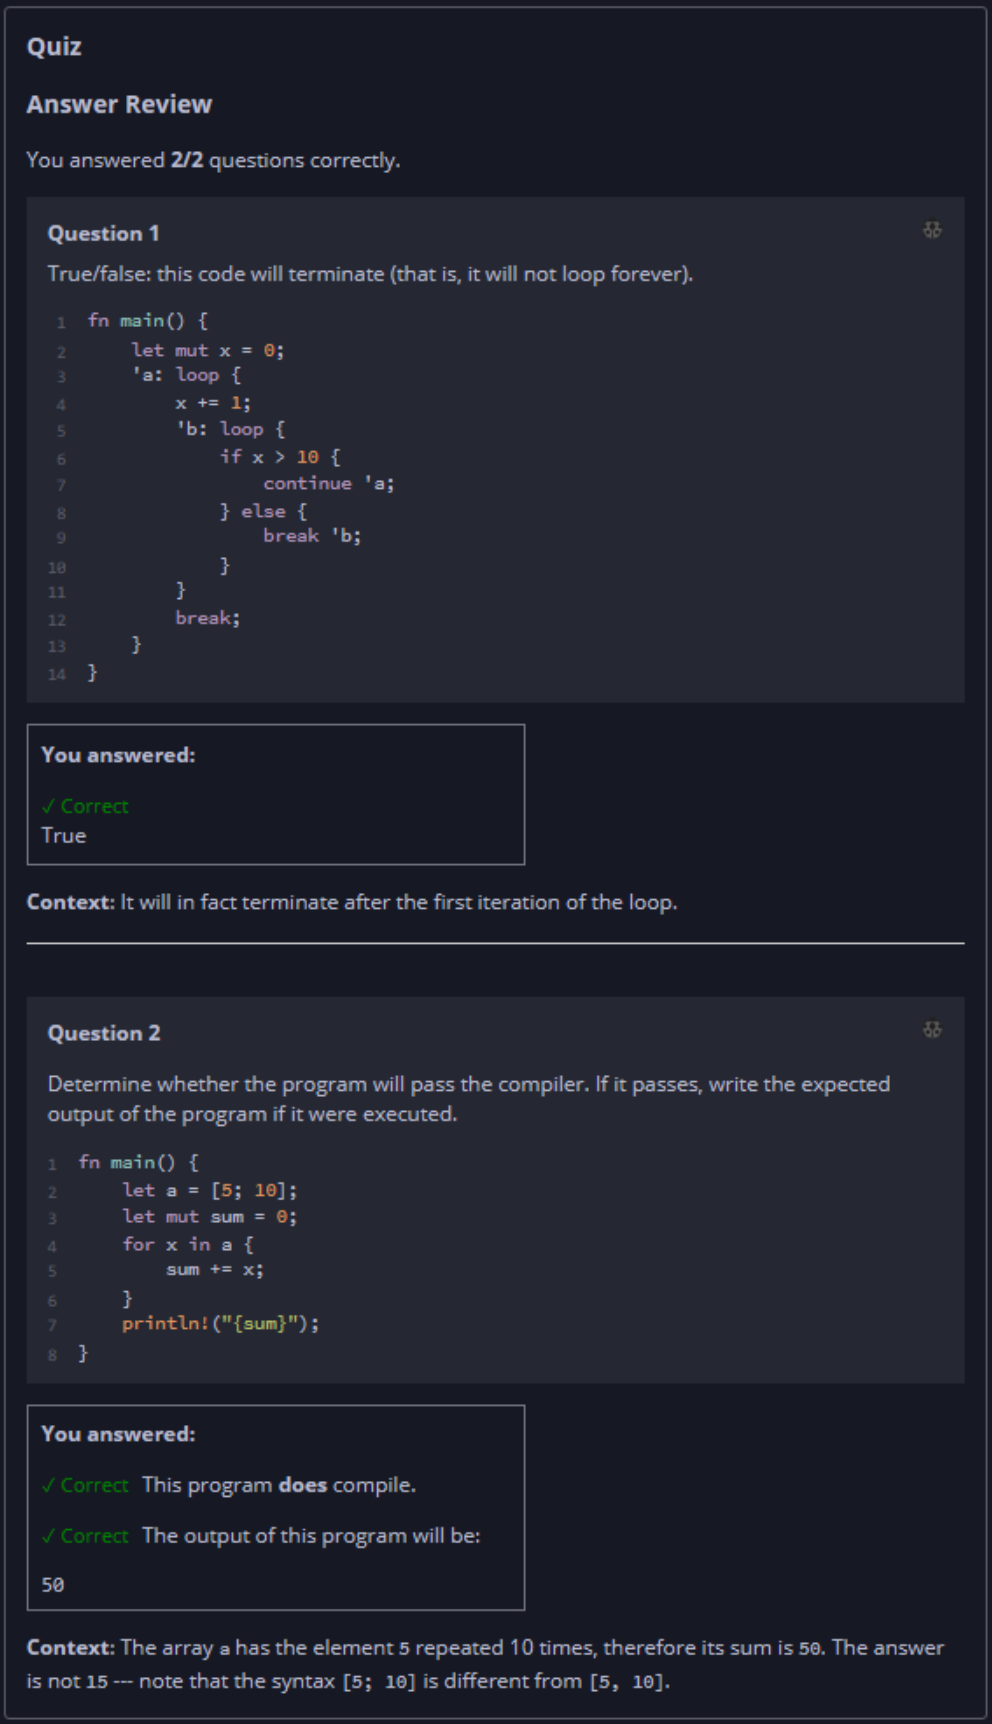 Quiz
Answer Review
You answered 2/2 questions correctly.
Question 1
True/false: this code will terminate (that is, it will not loop forever).
1 fn main() {
2     let mut x = 0;
3     'a: loop {
4         x += 1;
5         'b: loop {
6             if x > 10 {
7                 continue 'a;
8             } else {
9                 break 'b;
10             }
11         }
12         break;
13     }
14 }
You answered:
✓ Correct
True
Context: It will in fact terminate after the first iteration of the loop.
Question 2
Determine whether the program will pass the compiler. If it passes, write the expected
output of the program if it were executed.
1 fn main() {
2     let a = [5; 10];
3     let mut sum = 0;
4     for x in a {
5         sum += x;
6     }
7     println!("{sum}");
8 }
You answered:
✓ Correct This program does compile.
✓ Correct The output of this program will be:
50
Context: The array a has the element 5 repeated 10 times, therefore its sum is 50. The answer
is not 15 --- note that the syntax [5; 10] is different from [5, 10].